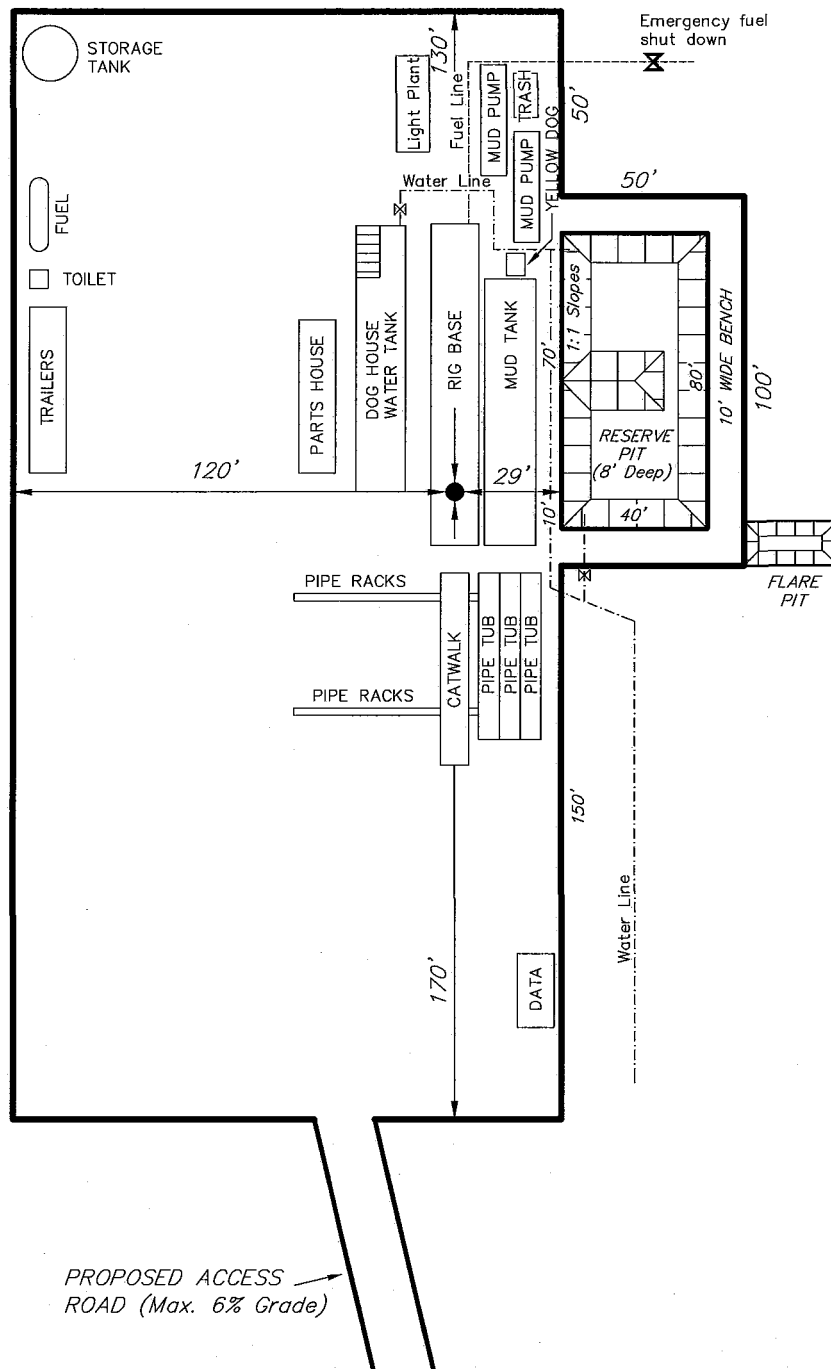 Emergency fuel
shut down
STORAGE
TANK
130'
Light Plant
Fuel Line
MUD PUMP
TRASH
50'
MUD PUMP
YELLOW DOG
Water Line
50'
FUEL
TOILET
TRAILERS
PARTS HOUSE
DOG HOUSE
WATER TANK
RIG BASE
MUD TANK
1:1 Slopes
70'
80'
10' WIDE BENCH
100'
RESERVE
PIT
(8' Deep)
120'
29'
10'
40'
FLARE
PIT
PIPE RACKS
CATWALK
PIPE TUB
PIPE TUB
PIPE TUB
PIPE RACKS
150'
Water Line
170'
DATA
PROPOSED ACCESS
ROAD (Max. 6% Grade)